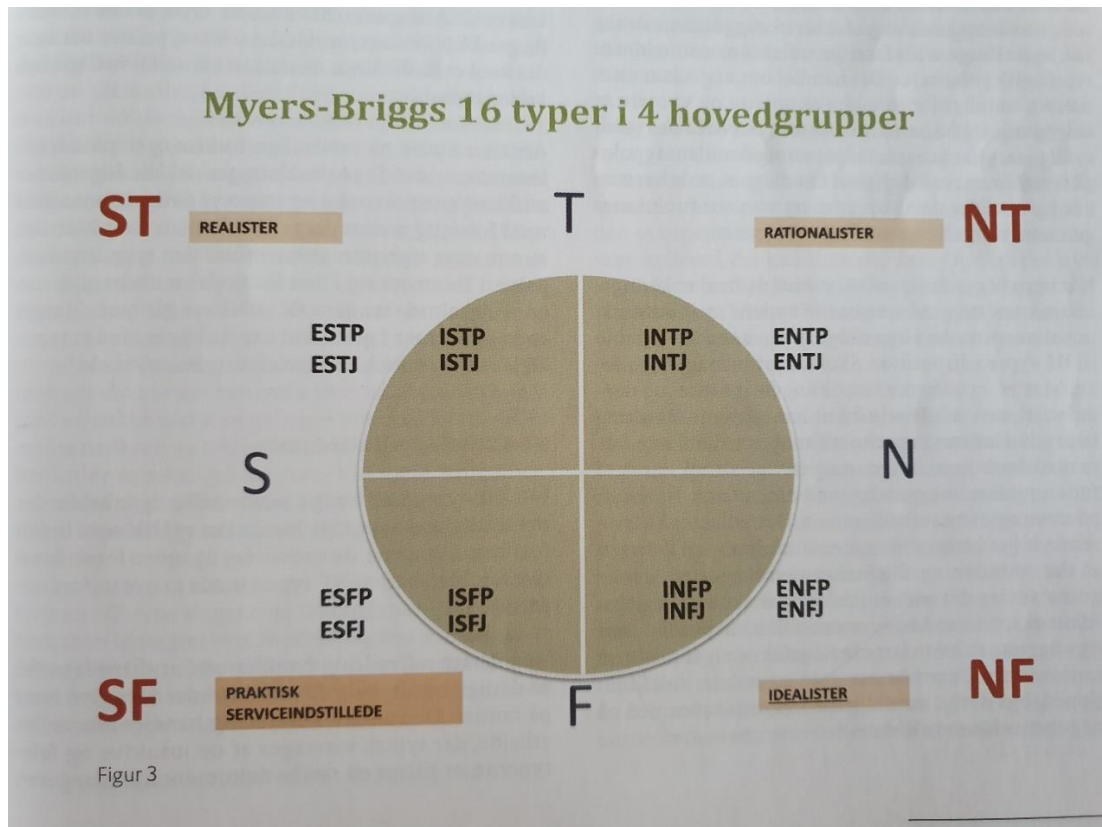 Myers-Briggs 16 typer i 4 hovedgrupper
ST
REALISTER
T
RATIONALISTER
NT
ESTP
ESTJ
ISTP
ISTJ
INTP
INTJ
ENTP
ENTJ
S
N
ESFP
ESFJ
ISFP
ISFJ
INFP
INFJ
ENFP
ENFJ
SF
PRAKTISK
SERVICEINDSTILLEDE
F
IDEALISTER
NF
Figur 3